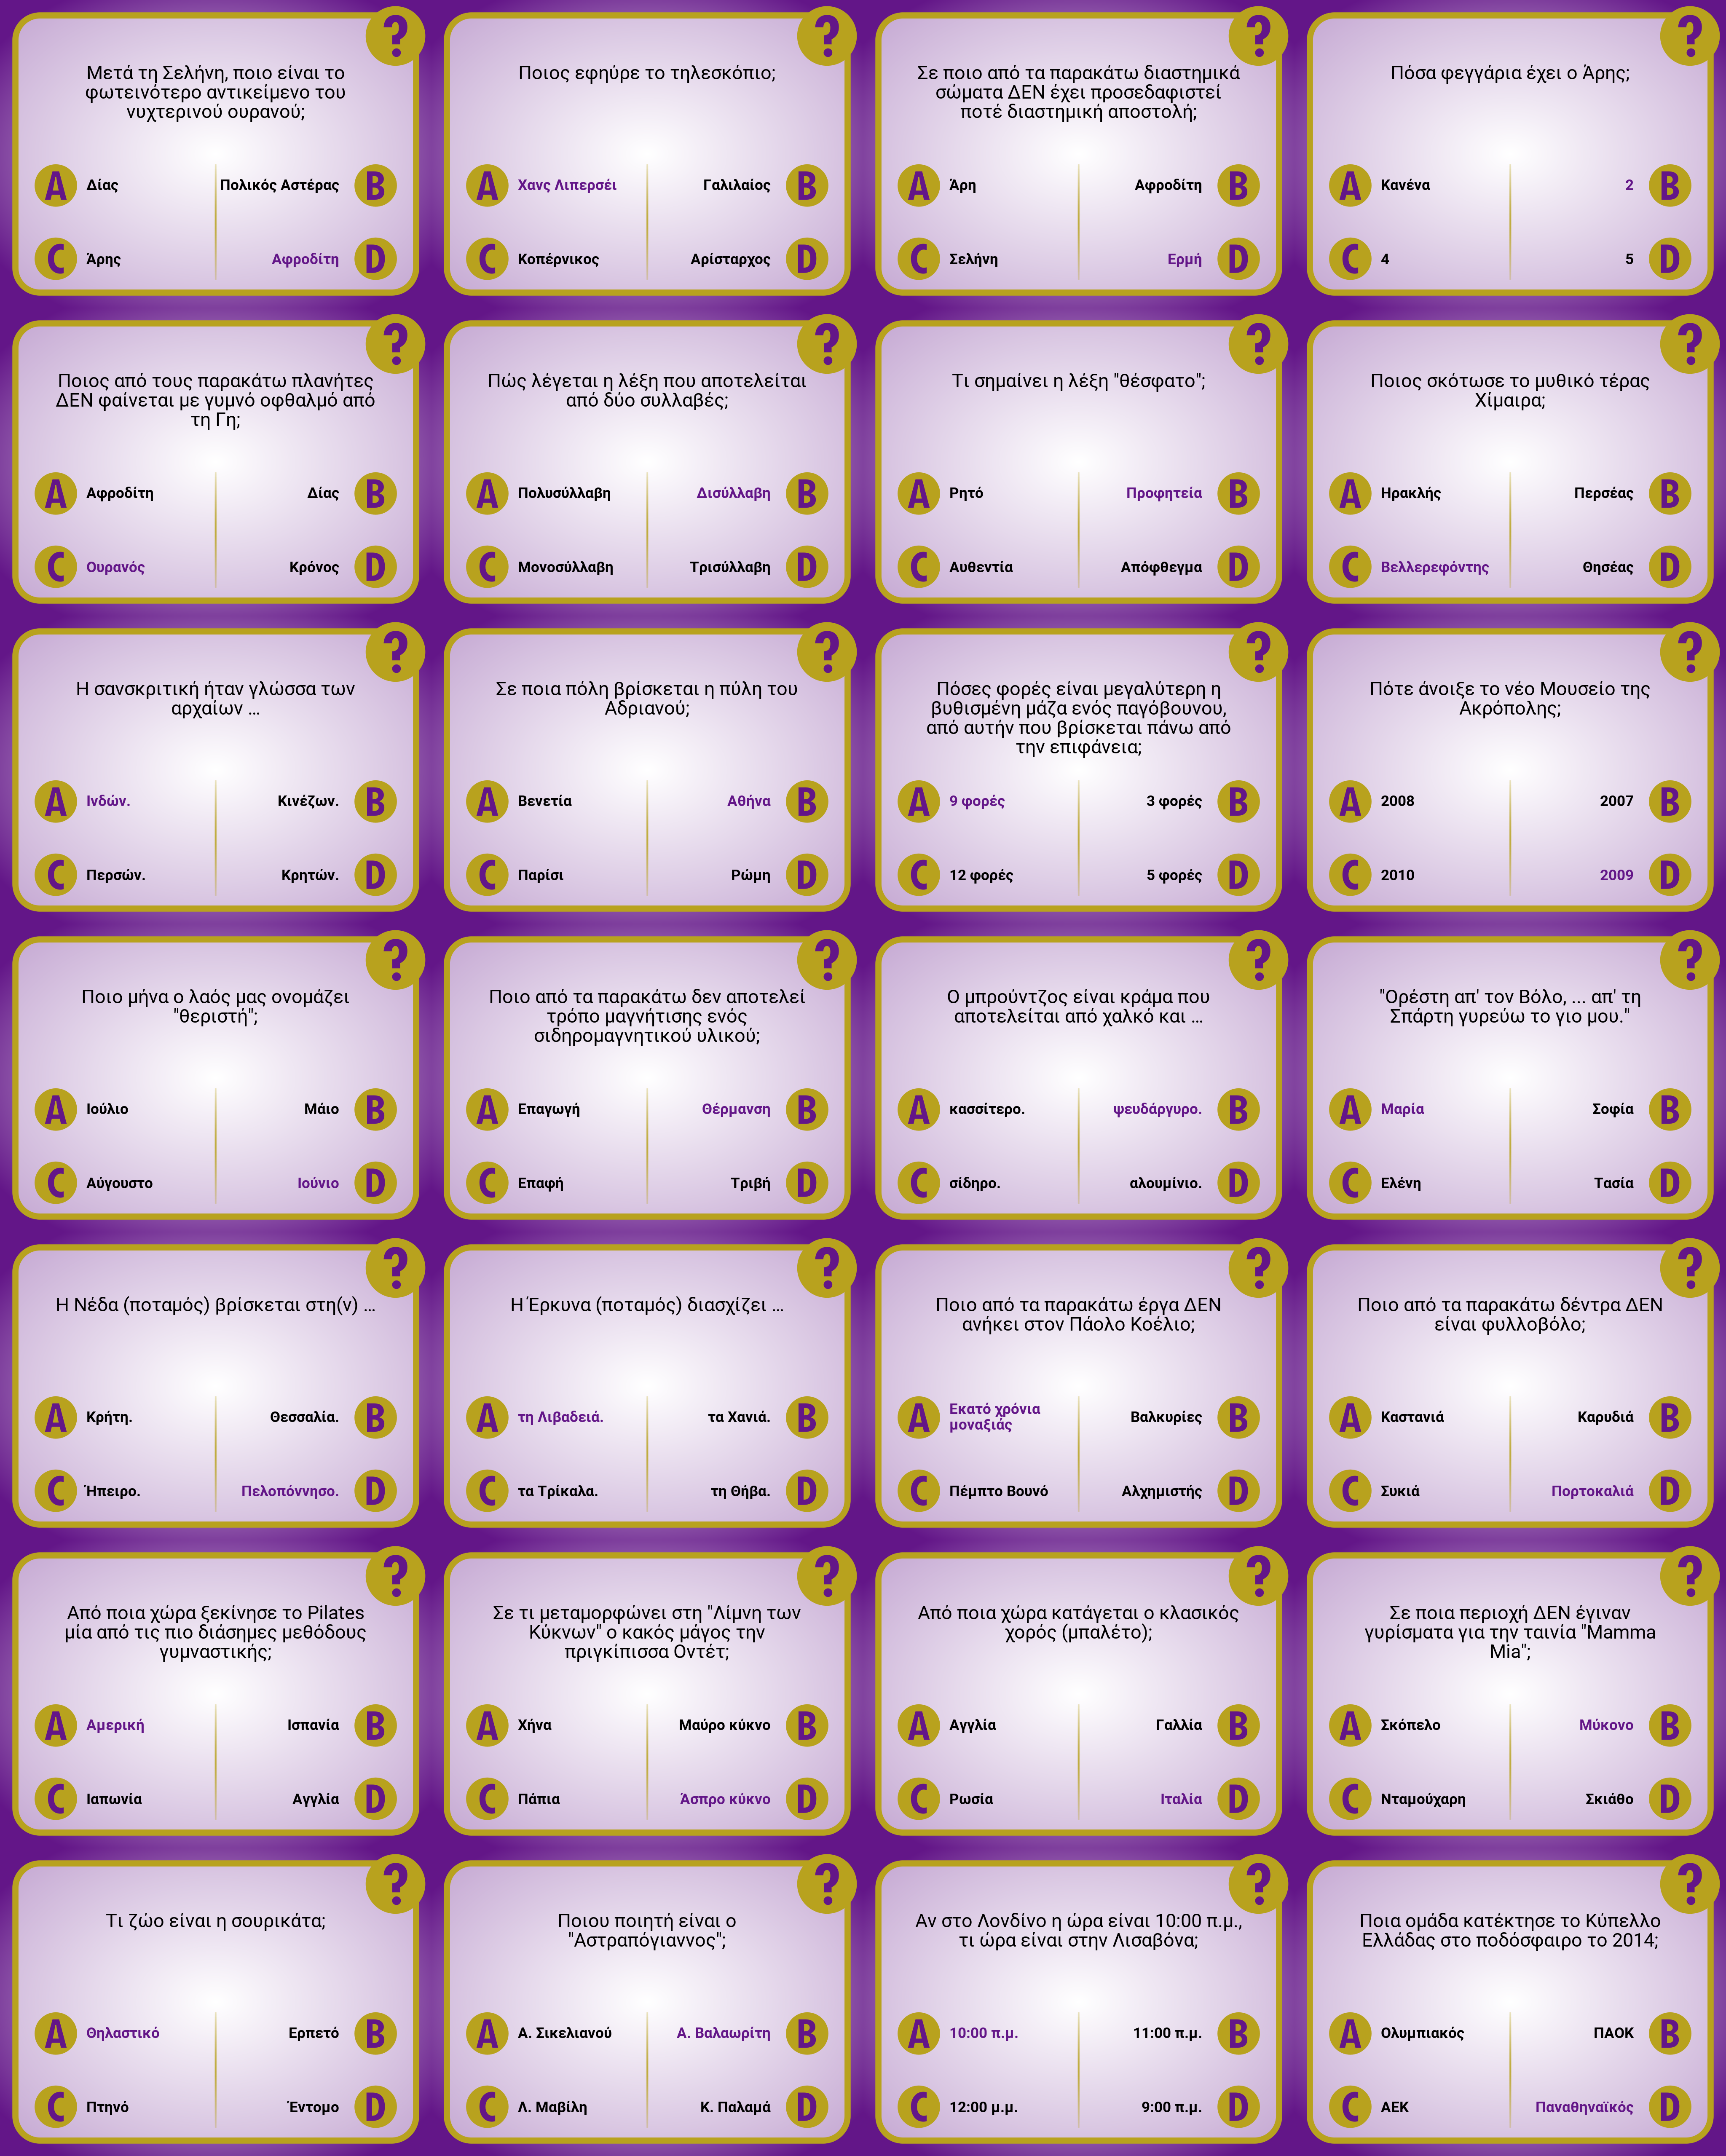 ?
Μετά τη Σελήνη, ποιο είναι το
φωτεινότερο αντικείμενο του
νυχτερινού ουρανού;
A Δίας
Πολικός Αστέρας B
C Άρης
Αφροδίτη D
?
Ποιος εφηύρε το τηλεσκόπιο;
A Χανς Λιπερσέι
Γαλιλαίος B
C Κοπέρνικος
Αρίσταρχος D
?
Σε ποιο από τα παρακάτω διαστημικά
σώματα ΔΕΝ έχει προσεδαφιστεί
ποτέ διαστημική αποστολή;
A Άρη
Αφροδίτη B
C Σελήνη
Ερμή D
?
Πόσα φεγγάρια έχει ο Άρης;
A Κανένα
2 B
C 4
5 D
?
Ποιος από τους παρακάτω πλανήτες
ΔΕΝ φαίνεται με γυμνό οφθαλμό από
τη Γη;
A Αφροδίτη
Δίας B
C Ουρανός
Κρόνος D
?
Πώς λέγεται η λέξη που αποτελείται
από δύο συλλαβές;
A Πολυσύλλαβη
Δισύλλαβη B
C Μονοσύλλαβη
Τρισύλλαβη D
?
Τι σημαίνει η λέξη "θέσφατο";
A Ρητό
Προφητεία B
C Αυθεντία
Απόφθεγμα D
?
Ποιος σκότωσε το μυθικό τέρας
Χίμαιρα;
A Ηρακλής
Περσέας B
C Βελλερεφόντης
Θησέας D
?
Η σανσκριτική ήταν γλώσσα των
αρχαίων ...
A Ινδών.
Κινέζων. B
C Περσών.
Κρητών. D
?
Σε ποια πόλη βρίσκεται η πύλη του
Αδριανού;
A Βενετία
Αθήνα B
C Παρίσι
Ρώμη D
?
Πόσες φορές είναι μεγαλύτερη η
βυθισμένη μάζα ενός παγόβουνου,
από αυτήν που βρίσκεται πάνω από
την επιφάνεια;
A 9 φορές
3 φορές B
C 12 φορές
5 φορές D
?
Πότε άνοιξε το νέο Μουσείο της
Ακρόπολης;
A 2008
2007 B
C 2010
2009 D
?
Ποιο μήνα ο λαός μας ονομάζει
"θεριστή";
A Ιούλιο
Μάιο B
C Αύγουστο
Ιούνιο D
?
Ποιο από τα παρακάτω δεν αποτελεί
τρόπο μαγνήτισης ενός
σιδηρομαγνητικού υλικού;
A Επαγωγή
Θέρμανση B
C Επαφή
Τριβή D
?
Ο μπρούντζος είναι κράμα που
αποτελείται από χαλκό και ...
A κασσίτερο.
ψευδάργυρο. B
C σίδηρο.
αλουμίνιο. D
?
"Ορέστη απ' τον Βόλο, ... απ' τη
Σπάρτη γυρεύω το γιο μου."
A Μαρία
Σοφία B
C Ελένη
Τασία D
?
Η Νέδα (ποταμός) βρίσκεται στη(ν) ...
A Κρήτη.
Θεσσαλία. B
C Ήπειρο.
Πελοπόννησο. D
?
Η Έρκυνα (ποταμός) διασχίζει ...
A τη Λιβαδειά.
τα Χανιά. B
C τα Τρίκαλα.
τη Θήβα. D
?
Ποιο από τα παρακάτω έργα ΔΕΝ
ανήκει στον Πάολο Κοέλιο;
A Εκατό χρόνια
μοναξιάς
Βαλκυρίες B
C Πέμπτο Βουνό
Αλχημιστής D
?
Ποιο από τα παρακάτω δέντρα ΔΕΝ
είναι φυλλοβόλο;
A Καστανιά
Καρυδιά B
C Συκιά
Πορτοκαλιά D
?
Από ποια χώρα ξεκίνησε το Pilates
μία από τις πιο διάσημες μεθόδους
γυμναστικής;
A Αμερική
Ισπανία B
C Ιαπωνία
Αγγλία D
?
Σε τι μεταμορφώνει στη "Λίμνη των
Κύκνων" ο κακός μάγος την
πριγκίπισσα Οντέτ;
A Χήνα
Μαύρο κύκνο B
C Πάπια
Άσπρο κύκνο D
?
Από ποια χώρα κατάγεται ο κλασικός
χορός (μπαλέτο);
A Αγγλία
Γαλλία B
C Ρωσία
Ιταλία D
?
Σε ποια περιοχή ΔΕΝ έγιναν
γυρίσματα για την ταινία "Mamma
Mia";
A Σκόπελο
Μύκονο B
C Νταμούχαρη
Σκιάθο D
?
Τι ζώο είναι η σουρικάτα;
A Θηλαστικό
Ερπετό B
C Πτηνό
Έντομο D
?
Ποιου ποιητή είναι ο
"Αστραπόγιαννος";
A Α. Σικελιανού
Α. Βαλαωρίτη B
C Λ. Μαβίλη
Κ. Παλαμά D
?
Αν στο Λονδίνο η ώρα είναι 10:00 π.μ.,
τι ώρα είναι στην Λισαβόνα;
A 10:00 π.μ.
11:00 π.μ. B
C 12:00 μ.μ.
9:00 π.μ. D
?
Ποια ομάδα κατέκτησε το Κύπελλο
Ελλάδας στο ποδόσφαιρο το 2014;
A Ολυμπιακός
ΠΑΟΚ B
C ΑΕΚ
Παναθηναϊκός D